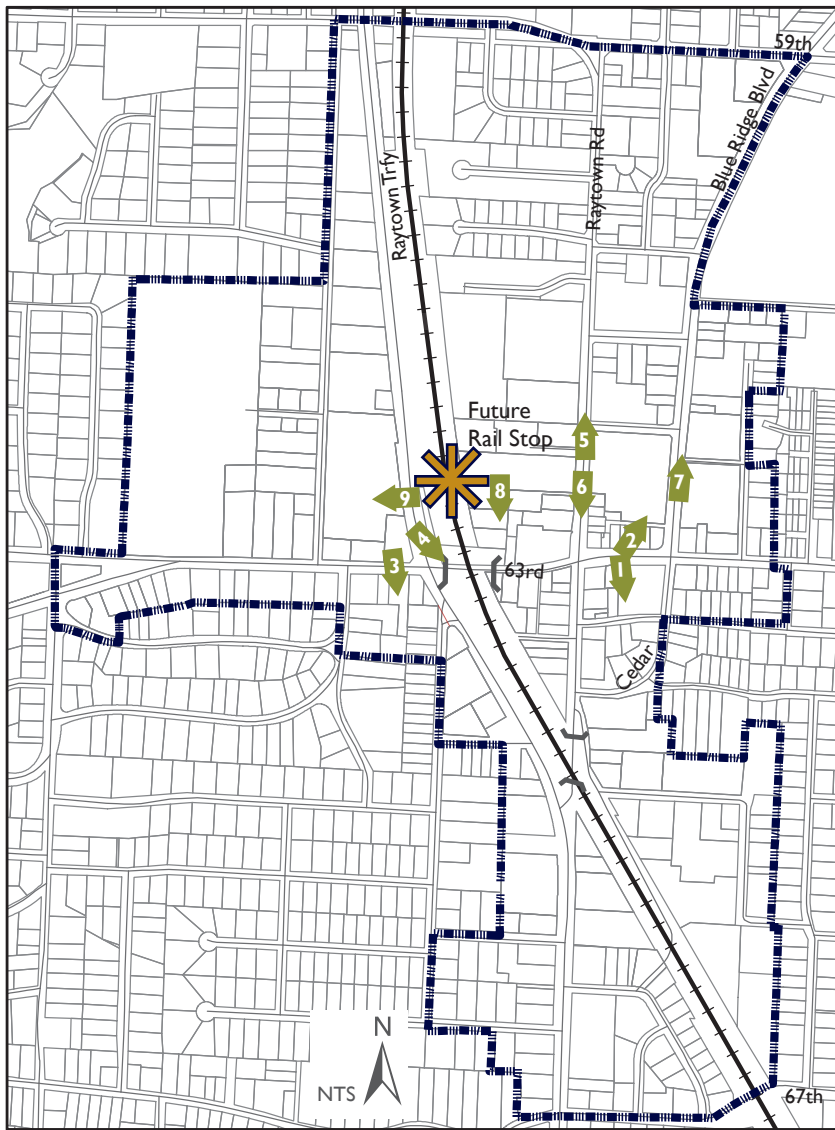 59th
Blue Ridge Blvd
Raytown Rd
Raytown Trfy
Future
Rail Stop
5
7
6
8
9
2
4
3
1
63rd
Cedar
N
NTS
67th